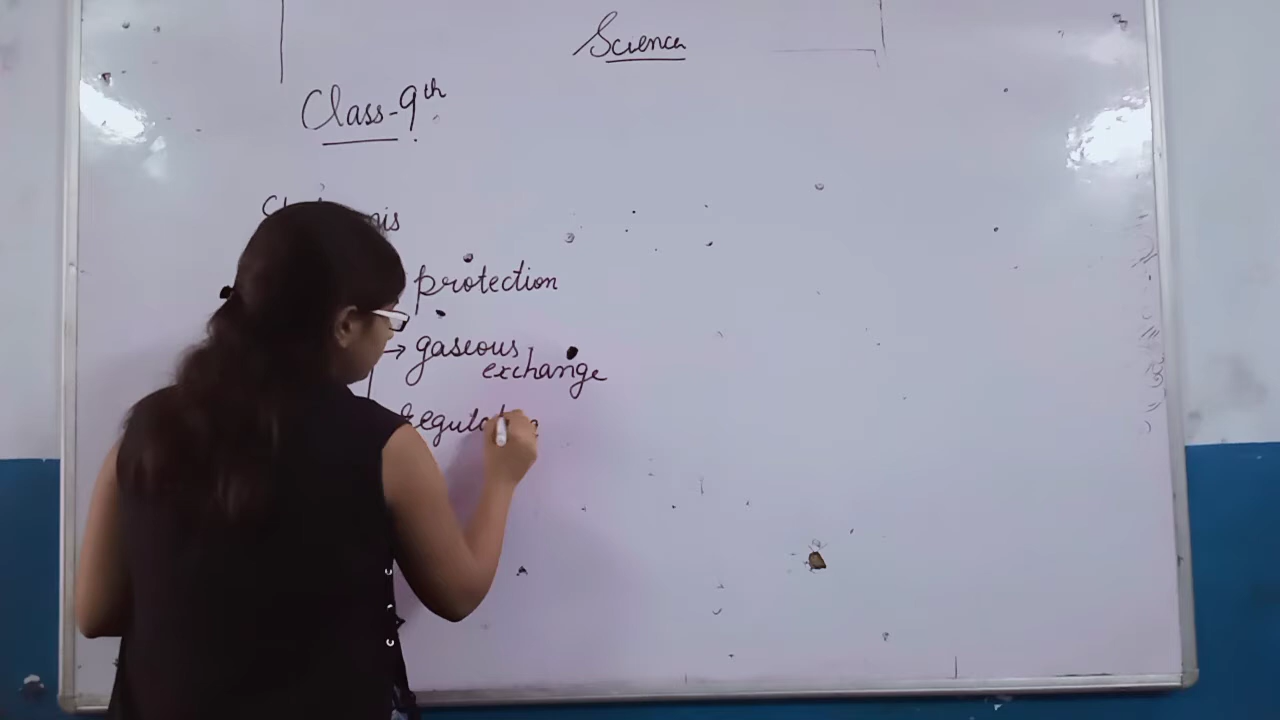 Science
Class-9th
protection
→ gaseous
exchange